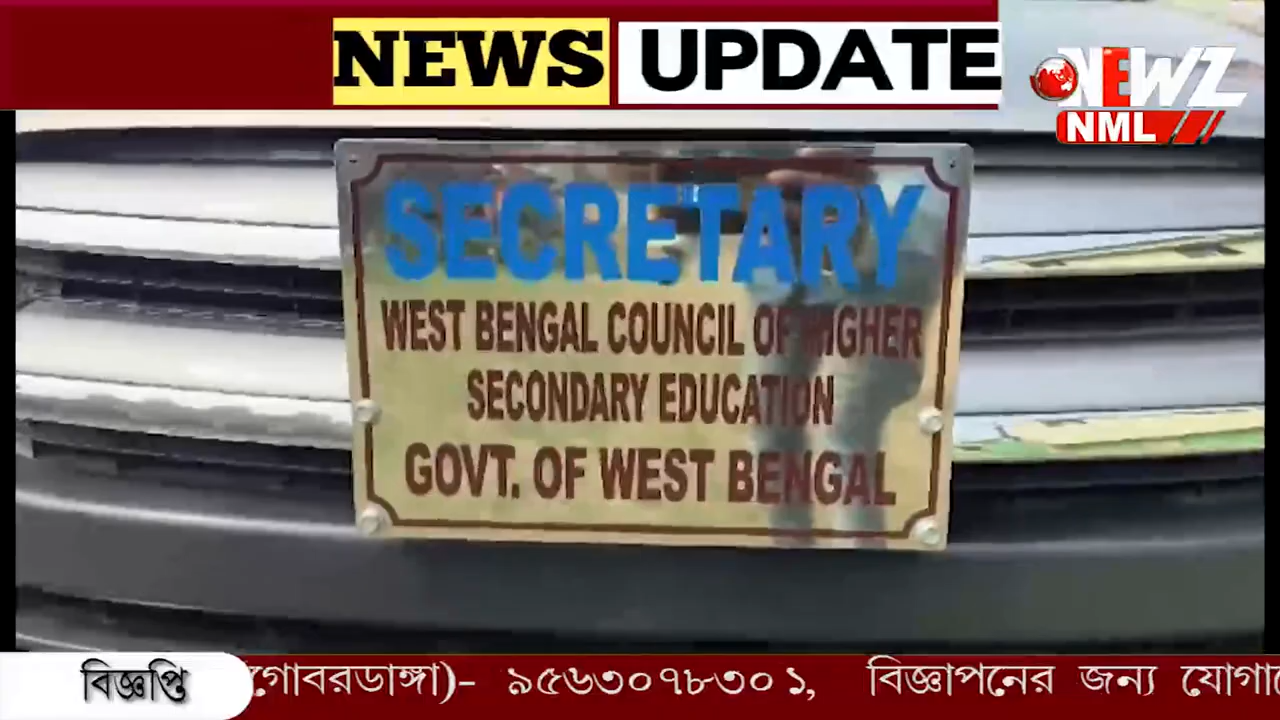 NEWS UPDATE
NEWZ
NML
SECRETARY
WEST BENGAL COUNCIL OF HIGHER
SECONDARY EDUCATION
GOVT. OF WEST BENGAL
বিজ্ঞপ্তি
গোবরডাঙ্গা)- ৯৫৬৩০৭৮৩০১, বিজ্ঞাপনের জন্য